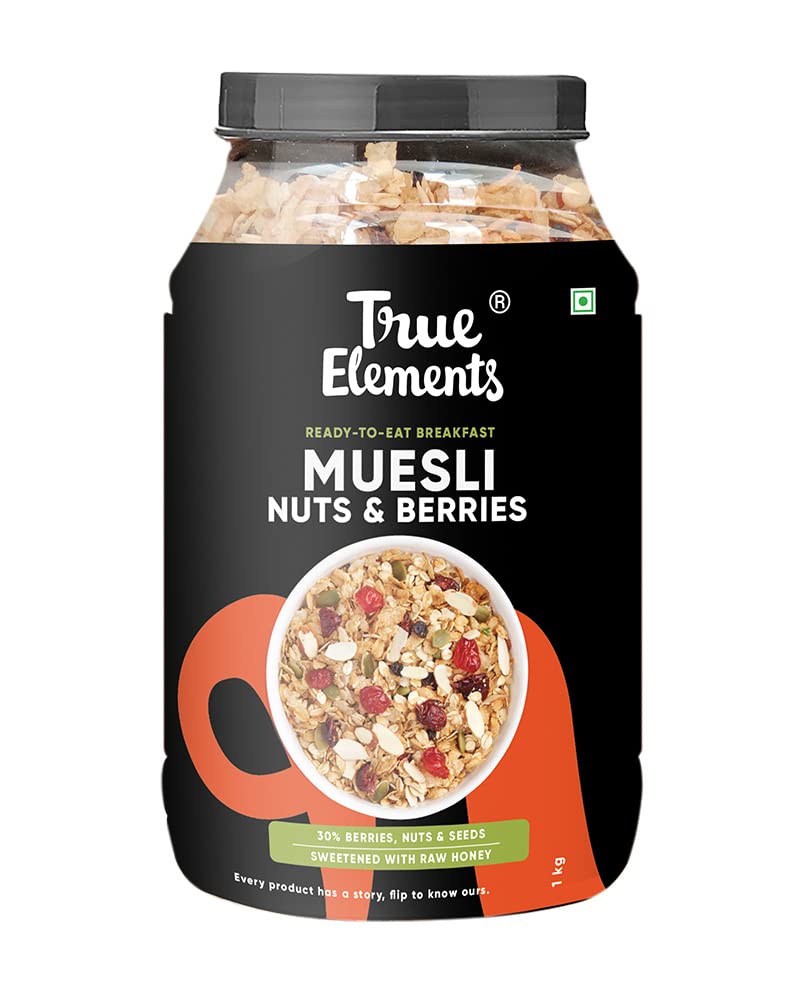 True ®
Elements
READY-TO-EAT BREAKFAST
MUESLI
NUTS & BERRIES
30% BERRIES, NUTS & SEEDS
SWEETENED WITH RAW HONEY
Every product has a story, flip to know ours.
1 kg